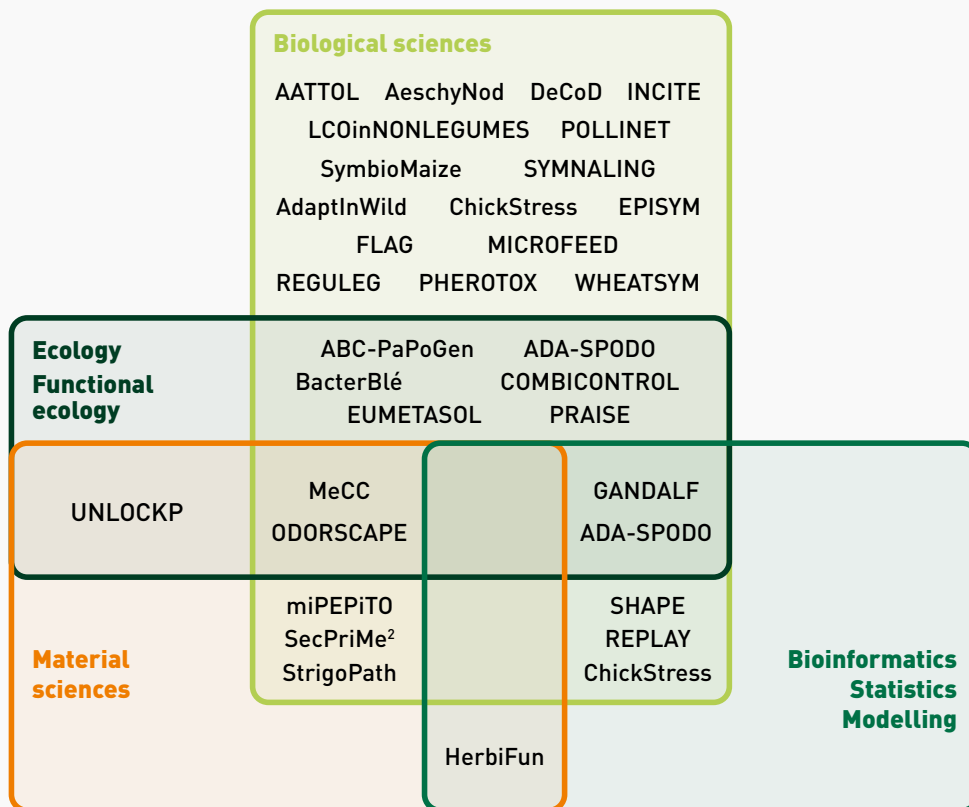 Biological sciences
AATTOL AeschyNod DeCoD INCITE
LCOinNONLEGUMES POLLINET
SymbioMaize SYMNALING
AdaptInWild ChickStress EPISYM
FLAG MICROFEED
REGULEG PHEROTOX WHEATSYM
Ecology
Functional
ecology
ABC-PaPoGen ADA-SPODO
BacterBlé COMBICONTROL
EUMETASOL PRAISE
UNLOCKP
MeCC
ODORSCAPE
GANDALF
ADA-SPODO
miPEPiTO
SecPriMe²
StrigoPath
SHAPE
REPLAY
ChickStress
Material
sciences
Bioinformatics
Statistics
Modelling
HerbiFun